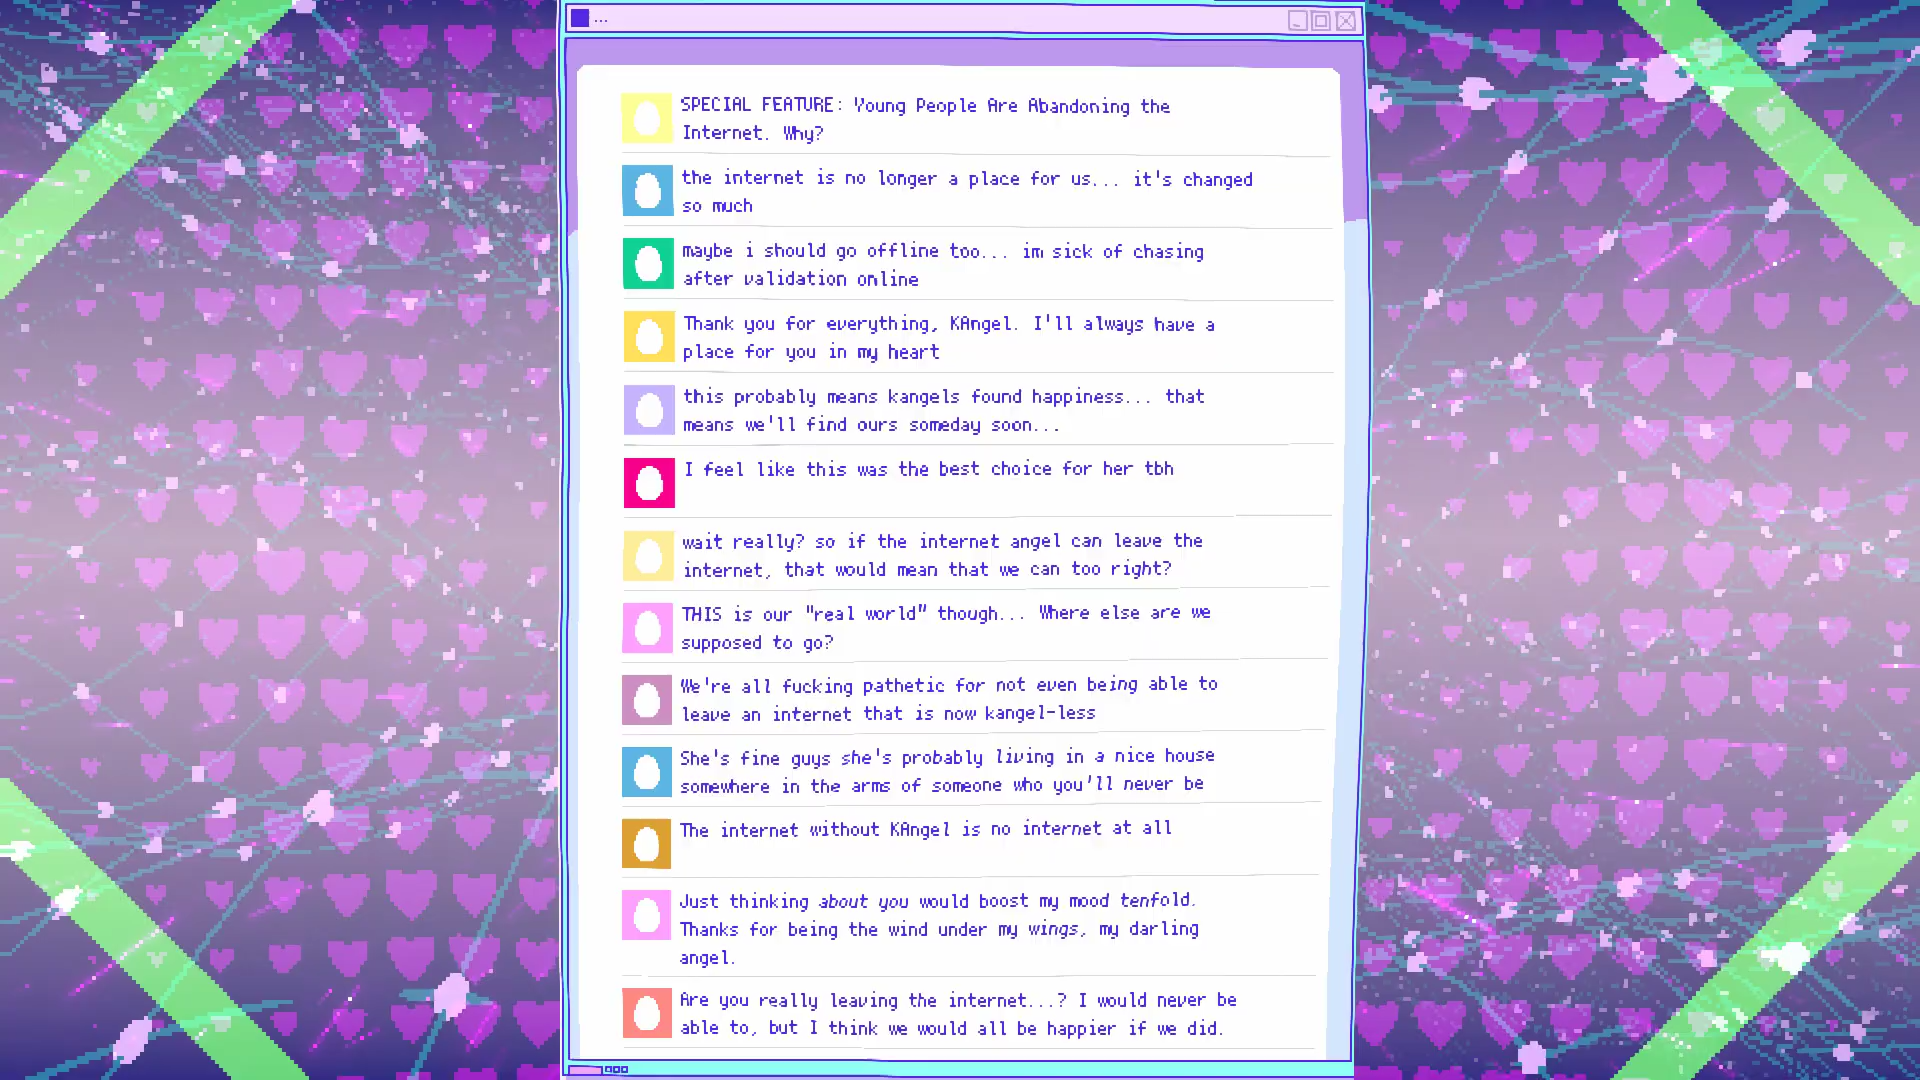 ...
SPECIAL FEATURE: Young People Are Abandoning the
Internet. Why?
the internet is no longer a place for us... it's changed
so much
maybe i should go offline too... im sick of chasing
after validation online
Thank you for everything, KAngel. I'll always have a
place for you in my heart
this probably means kangels found happiness... that
means we'll find ours someday soon...
I feel like this was the best choice for her tbh
wait really? so if the internet angel can leave the
internet, that would mean that we can too right?
THIS is our "real world" though... Where else are we
supposed to go?
We're all fucking pathetic for not even being able to
leave an internet that is now kangel-less
She's fine guys she's probably living in a nice house
somewhere in the arms of someone who you'll never be
The internet without KAngel is no internet at all
Just thinking about you would boost my mood tenfold.
Thanks for being the wind under my wings, my darling
angel.
Are you really leaving the internet...? I would never be
able to, but I think we would all be happier if we did.